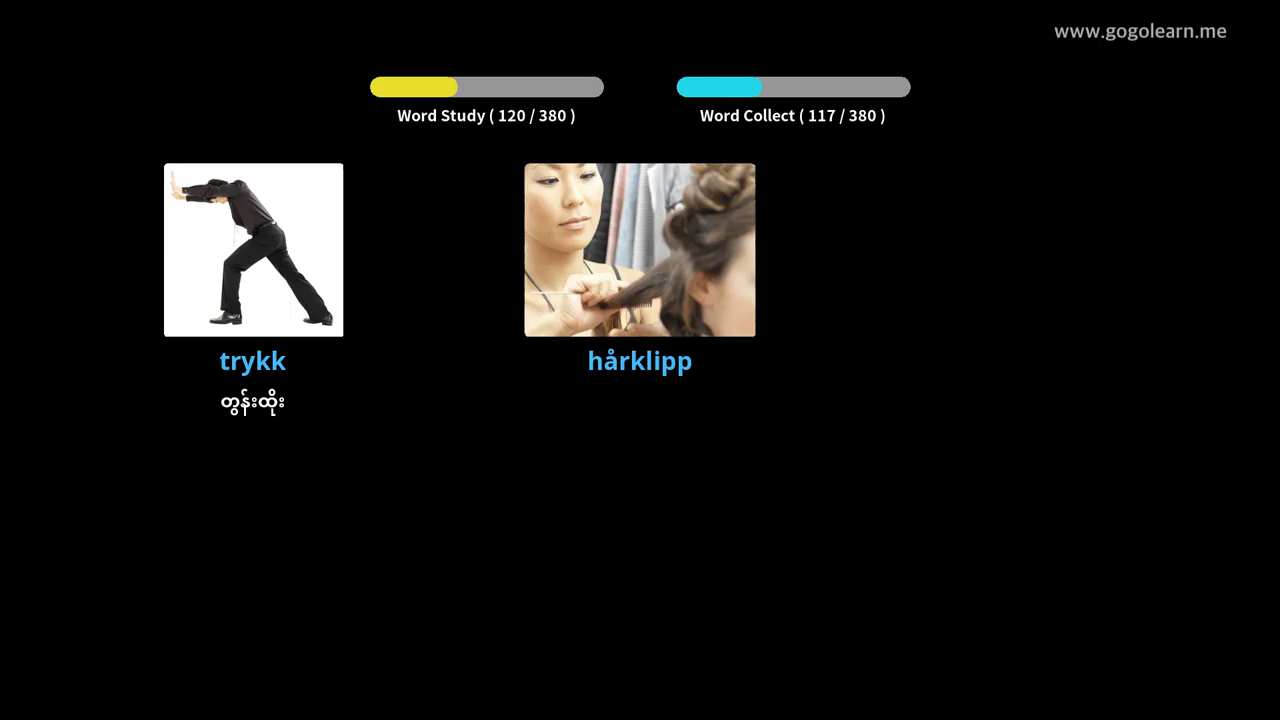 www.gogolearn.me
Word Study ( 120 / 380 )
Word Collect ( 117 / 380 )
trykk
hårklipp
တွန်းထိုး